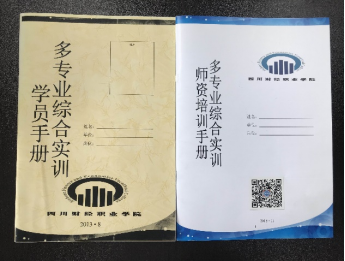 多专业综合实训
学员手册
四川财经职业学院
2013·8
四川财经职业学院
多专业综合实训
师资培训手册